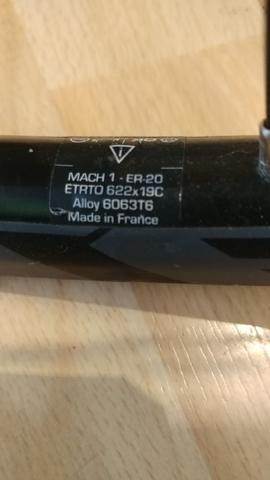 MACH 1 - ER-20
ETRTO 622x19C
Alloy 6063T6
Made in France